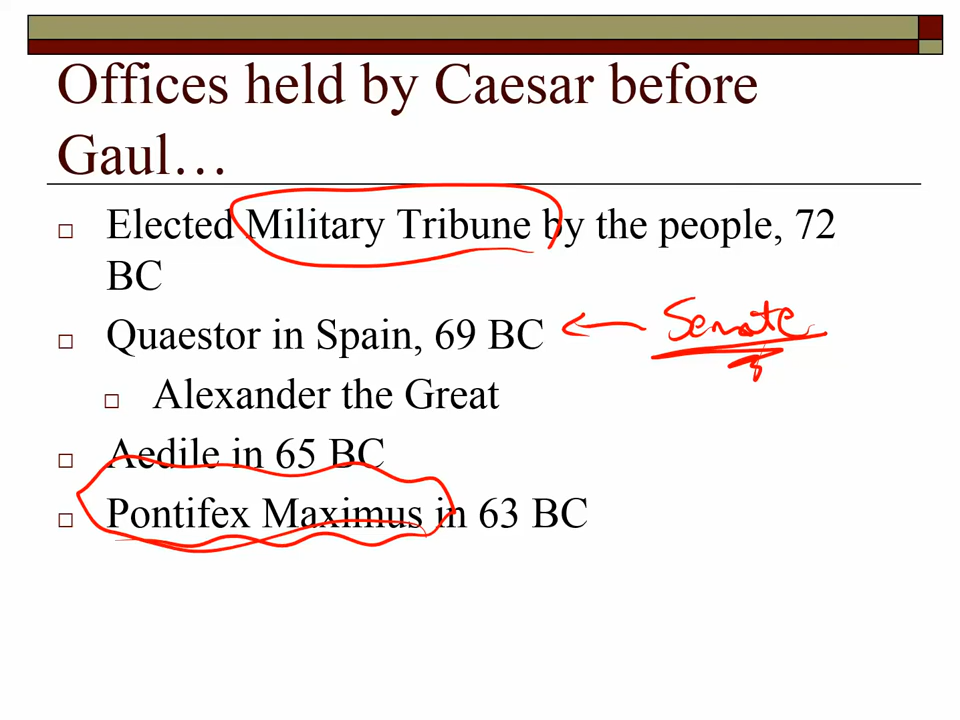 Offices held by Caesar before
Gaul…
Elected Military Tribune by the people, 72
BC
Quaestor in Spain, 69 BC ← Senate
Alexander the Great
Aedile in 65 BC
Pontifex Maximus in 63 BC